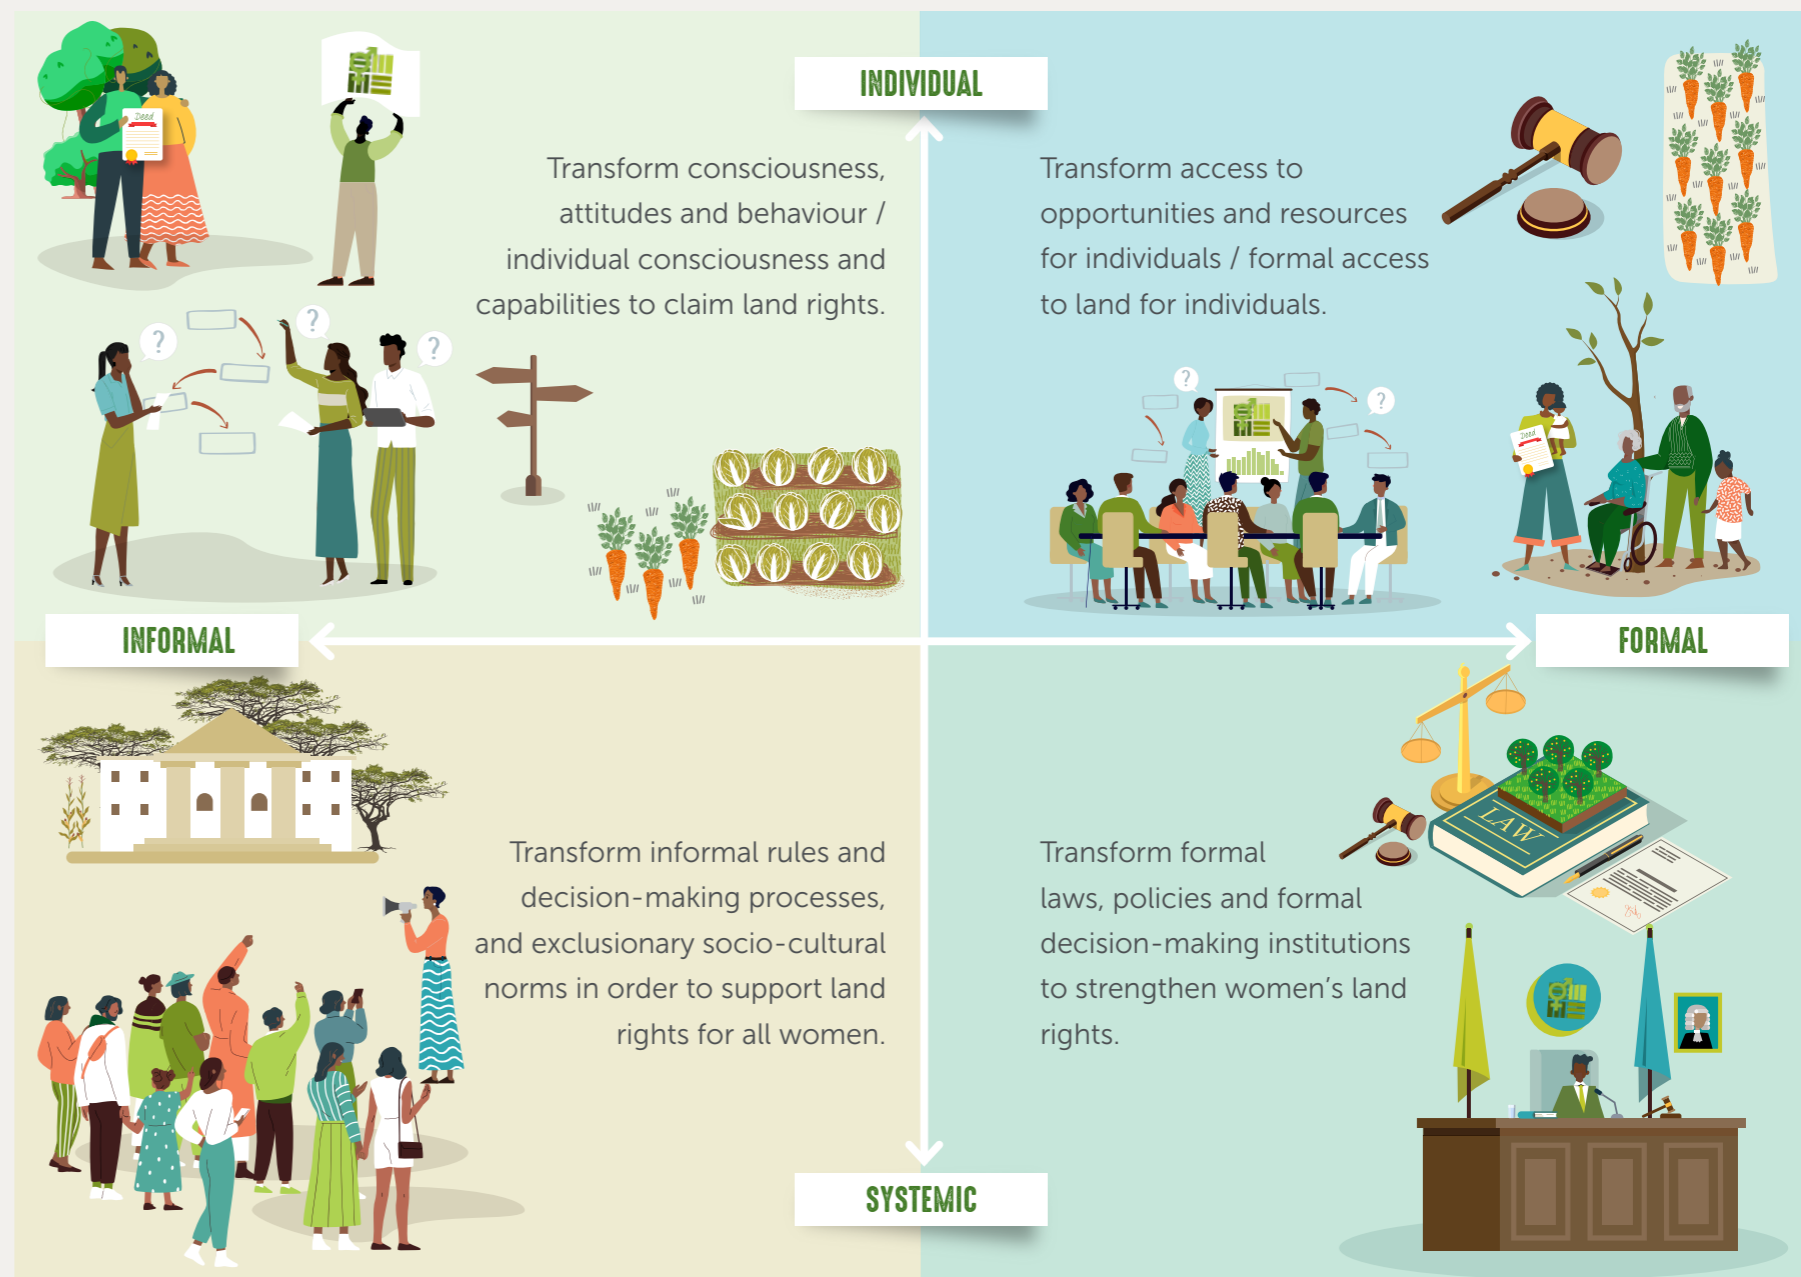 INDIVIDUAL
Deed
Transform consciousness,
attitudes and behaviour /
individual consciousness and
capabilities to claim land rights.
?
?
?
Transform access to
opportunities and resources
for individuals / formal access
to land for individuals.
?
?
Deed
INFORMAL
FORMAL
Transform informal rules and
decision-making processes,
and exclusionary socio-cultural
norms in order to support land
rights for all women.
Transform formal
laws, policies and formal
decision-making institutions
to strengthen women’s land
rights.
LAW
SYSTEMIC